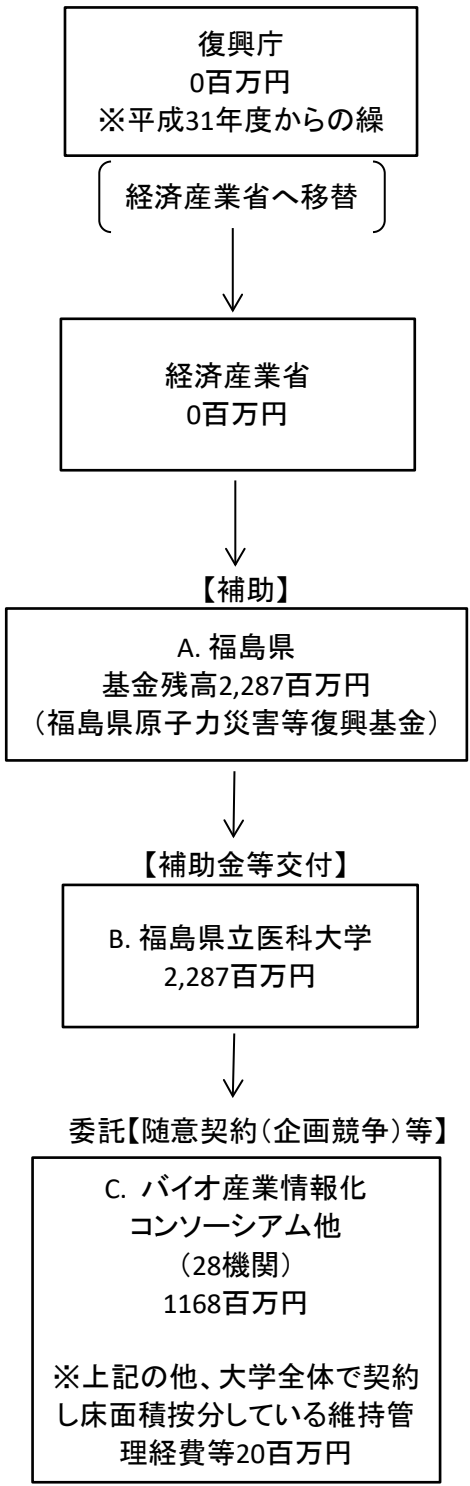 復興庁
0百万円
※平成31年度からの繰
経済産業省へ移替
経済産業省
0百万円
【補助】
A. 福島県
基金残高2,287百万円
（福島県原子力災害等復興基金）
【補助金等交付】
B. 福島県立医科大学
2,287百万円
委託【随意契約（企画競争）等】
C. バイオ産業情報化
コンソーシアム他
（28機関）
1168百万円
※上記の他、大学全体で契約
し床面積按分している維持管
理経費等20百万円